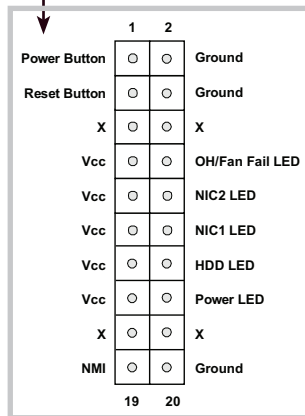 1 2
Power Button Ground
Reset Button Ground
X X
Vcc OH/Fan Fail LED
Vcc NIC2 LED
Vcc NIC1 LED
Vcc HDD LED
Vcc Power LED
X X
NMI Ground
19 20